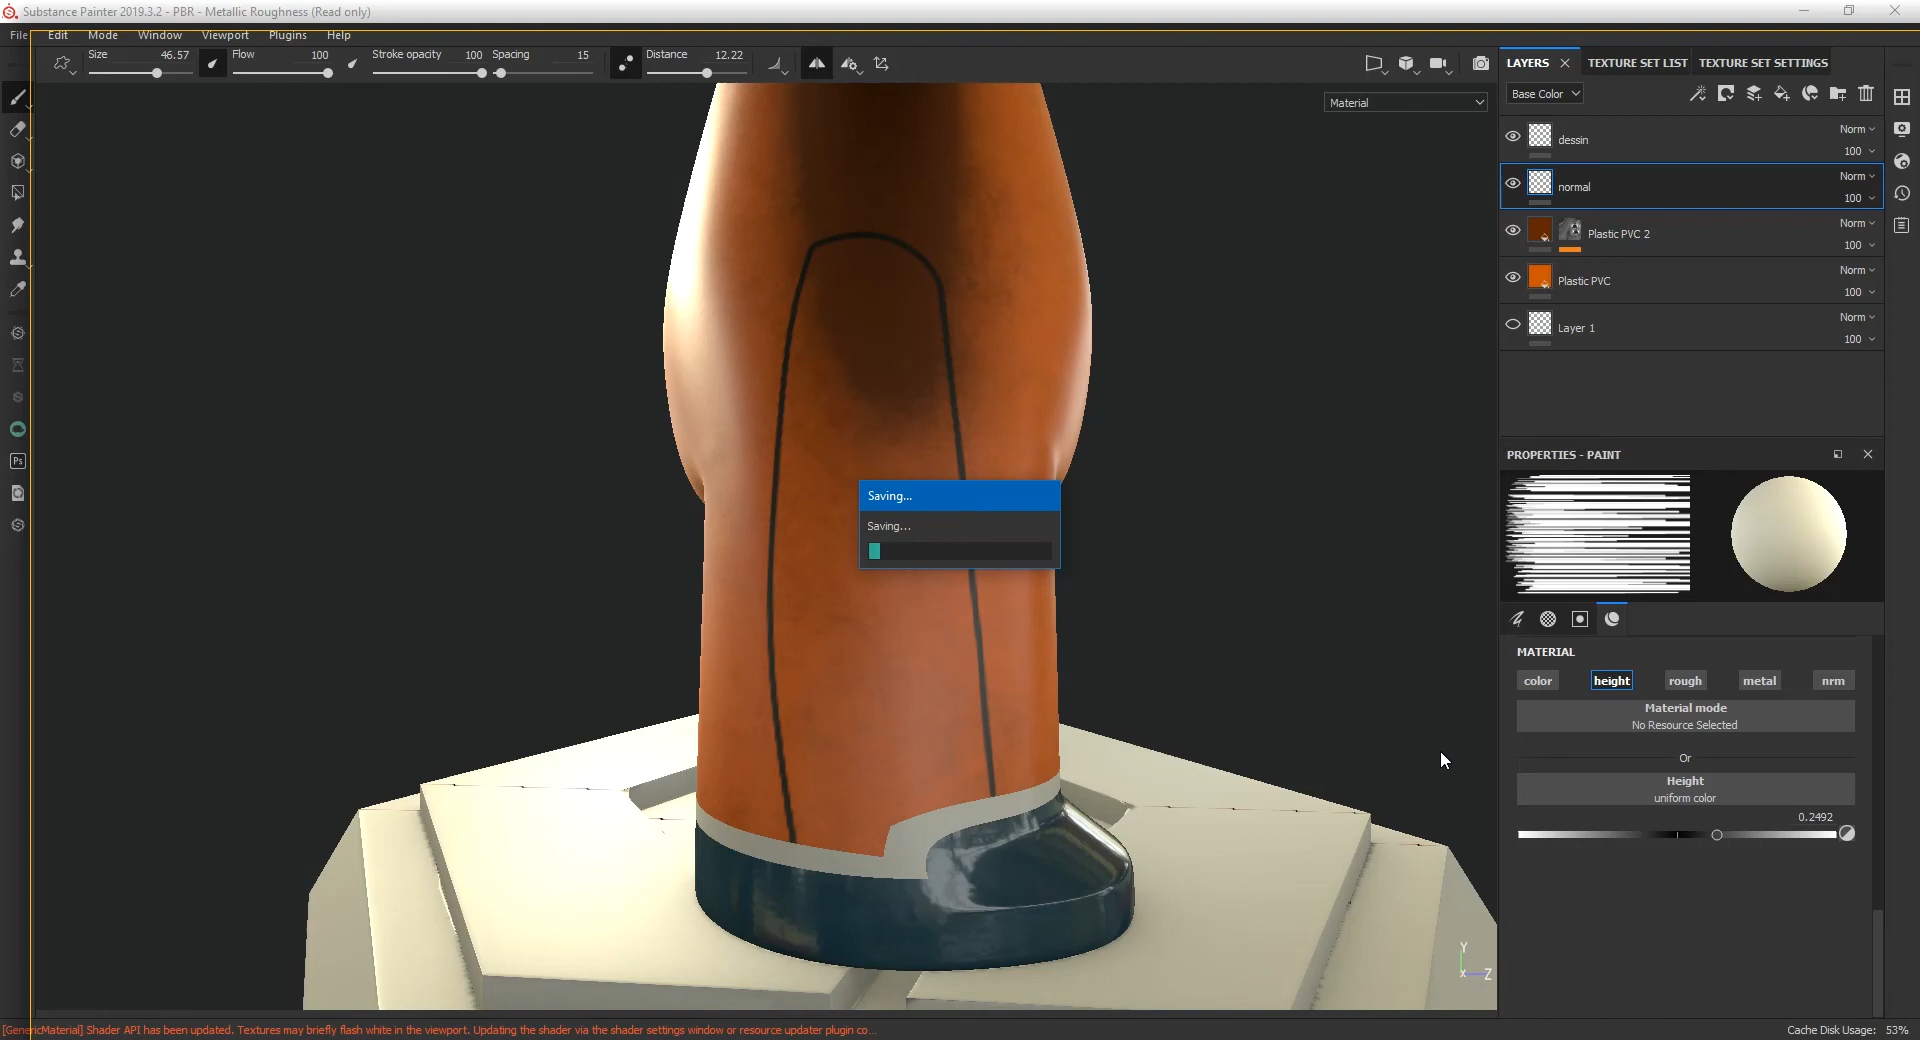 Substance Painter 2019.3.2 - PBR - Metallic Roughness (Read only)
File Edit Mode Window Viewport Plugins Help
Size 46.57 Flow 100 Stroke opacity 100 Spacing 15 Distance 12.22
LAYERS TEXTURE SET LIST TEXTURE SET SETTINGS
Material
Base Color
dessin Norm 100
normal Norm 100
Plastic PVC 2 Norm 100
Plastic PVC Norm 100
Layer 1 Norm 100
Ps
PROPERTIES - PAINT
Saving...
Saving...
MATERIAL
color height rough metal nrm
Material mode
No Resource Selected
Or
Height
uniform color
0.2492
Y
X Z
[GenericMaterial] Shader API has been updated. Textures may briefly flash white in the viewport. Updating the shader via the shader settings window or resource updater plugin co...
Cache Disk Usage: 53%